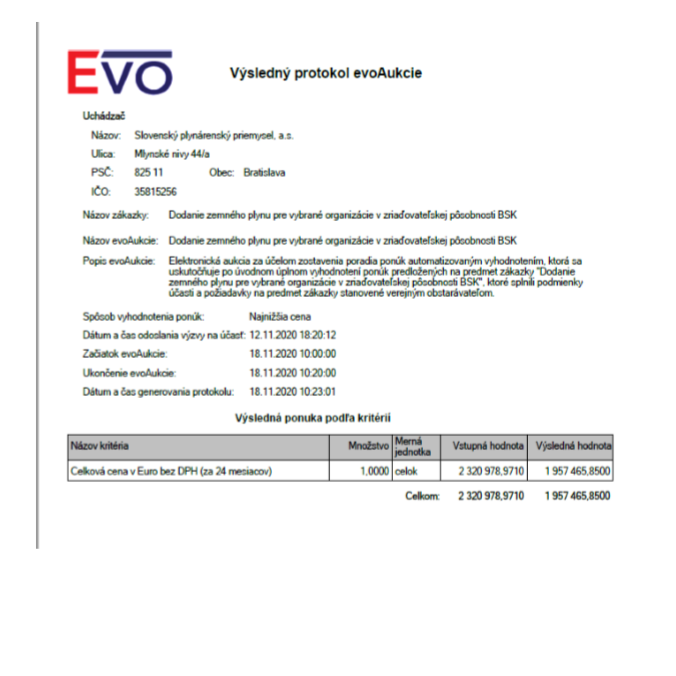 EVO
Výsledný protokol evoAukcie
Uchádzač
Názov: Slovenský plynárenský priemysel, a.s.
Ulica: Mlynské nivy 44/a
PSČ: 825 11 Obec: Bratislava
IČO: 35815256
Názov zákazky: Dodanie zemného plynu pre vybrané organizácie v zriaďovateľskej pôsobnosti BSK
Názov evoAukcie: Dodanie zemného plynu pre vybrané organizácie v zriaďovateľskej pôsobnosti BSK
Popis evoAukcie: Elektronická aukcia za účelom zostavenia poradia ponúk automatizovaným vyhodnotením, ktorá sa
uskutočňuje po úvodnom úplnom vyhodnotení ponúk predložených na predmet zákazky "Dodanie
zemného plynu pre vybrané organizácie v zriaďovateľskej pôsobnosti BSK", ktoré splnili podmienky
účasti a požiadavky na predmet zákazky stanovené verejným obstarávateľom.
Spôsob vyhodnotenia ponúk: Najnižšia cena
Dátum a čas odoslania výzvy na účasť: 12.11.2020 18:20:12
Začiatok evoAukcie: 18.11.2020 10:00:00
Ukončenie evoAukcie: 18.11.2020 10:20:00
Dátum a čas generovania protokolu: 18.11.2020 10:23:01
Výsledná ponuka podľa kritérií
Názov kritéria Množstvo Merná jednotka Vstupná hodnota Výsledná hodnota
Celková cena v Euro bez DPH (za 24 mesiacov) 1,0000 celok 2 320 978,9710 1 957 465,8500
Celkom: 2 320 978,9710 1 957 465,8500